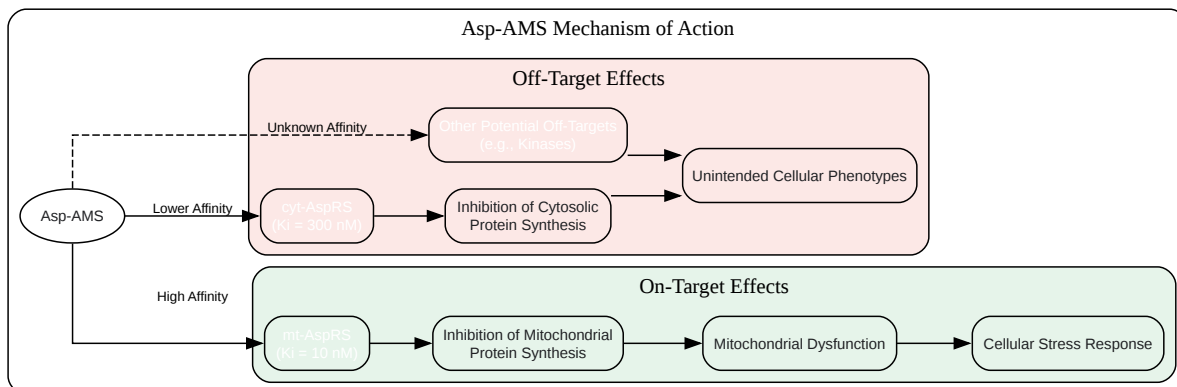 Asp-AMS Mechanism of Action
Off-Target Effects
Unknown Affinity
Other Potential Off-Targets
(e.g., Kinases)
Unintended Cellular Phenotypes
Asp-AMS
Lower Affinity
cyt-AspRS
(Ki = 300 nM)
Inhibition of Cytosolic
Protein Synthesis
On-Target Effects
High Affinity
mt-AspRS
(Ki = 10 nM)
Inhibition of Mitochondrial
Protein Synthesis
Mitochondrial Dysfunction
Cellular Stress Response